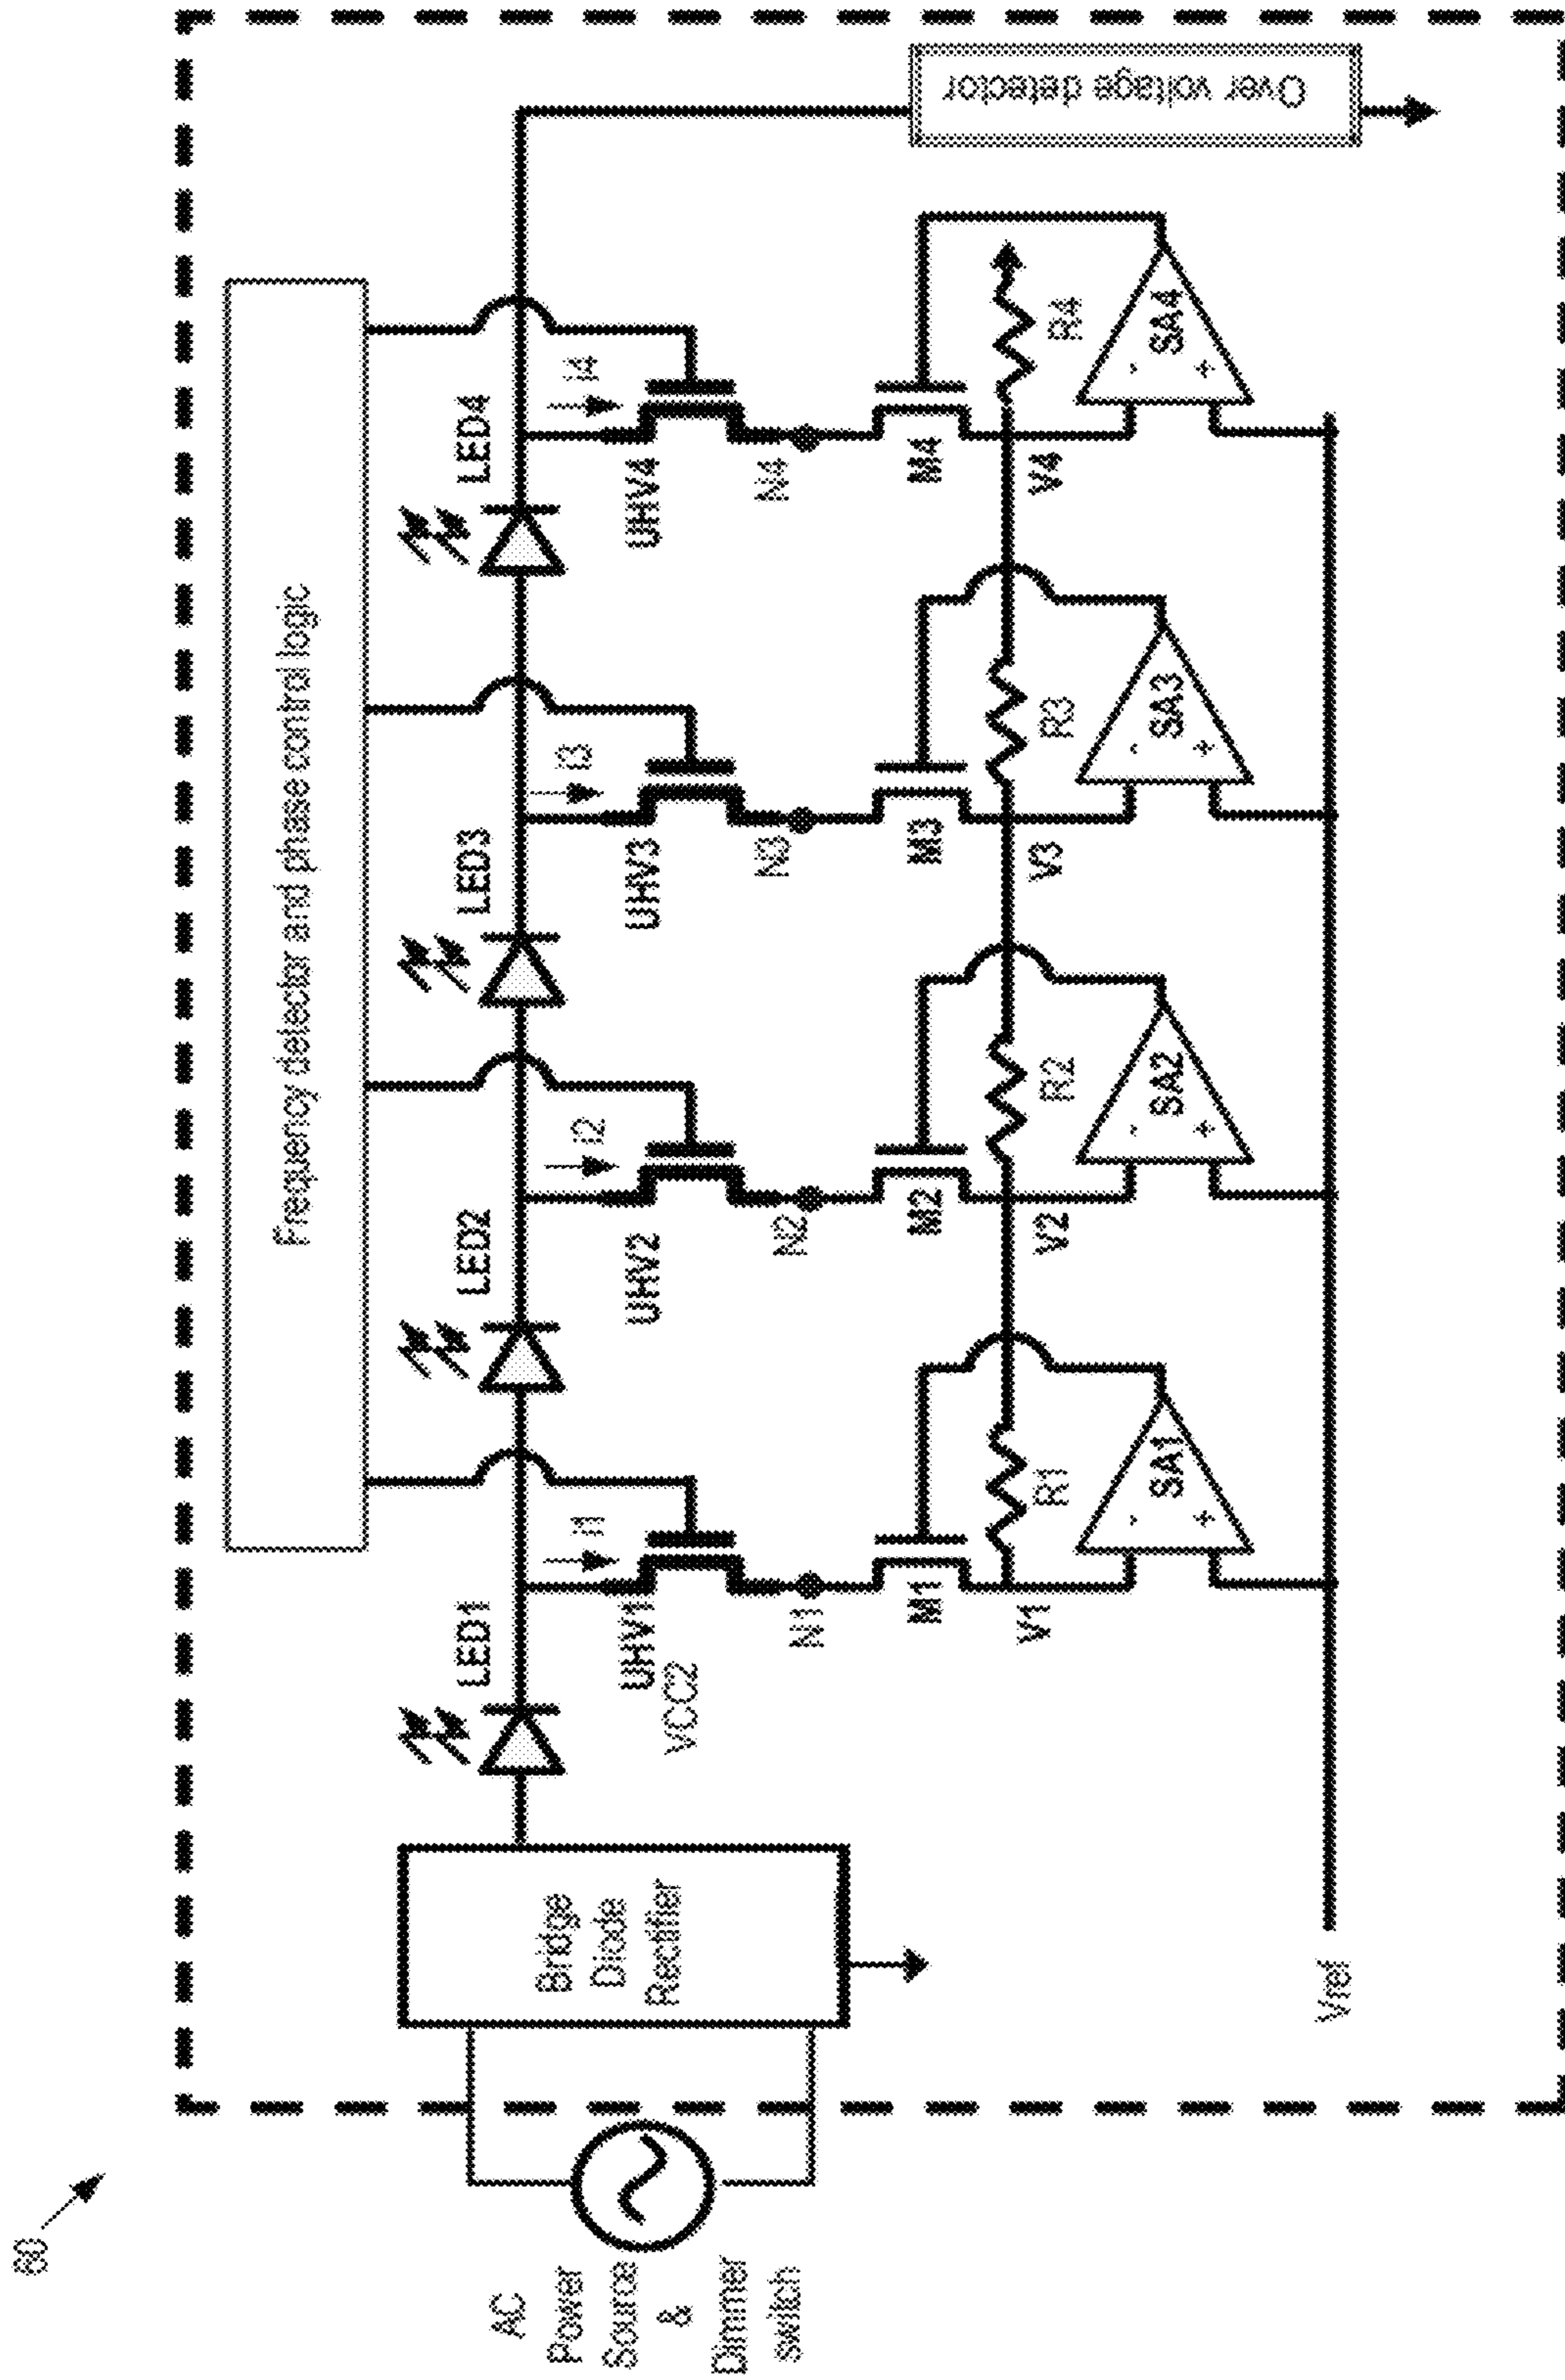 60
Frequency detector and phase control logic
LED1
LED2
LED3
LED4
i1
i2
i3
i4
AC
Power
Source
&
Dimmer
switch
Bridge
Diode
Rectifier
UHV1
VCC2
UHV2
UHV3
UHV4
N1
N2
N3
N4
M1
M2
M3
M4
Over voltage detector
V1
R1
V2
R2
V3
R3
V4
R4
- + SA1
- + SA2
- + SA3
- + SA4
Vref